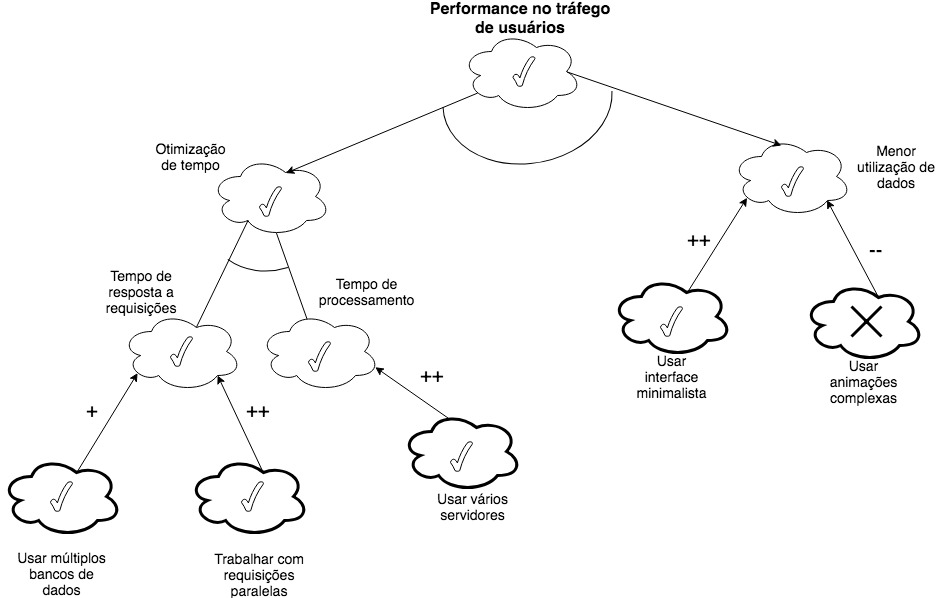 Performance no tráfego
de usuários
Otimização
de tempo
Menor
utilização de
dados
++
--
Tempo de
resposta a
requisições
Tempo de
processamento
Usar
interface
minimalista
Usar
animações
complexas
+
++
++
Usar vários
servidores
Usar múltiplos
bancos de
dados
Trabalhar com
requisições
paralelas